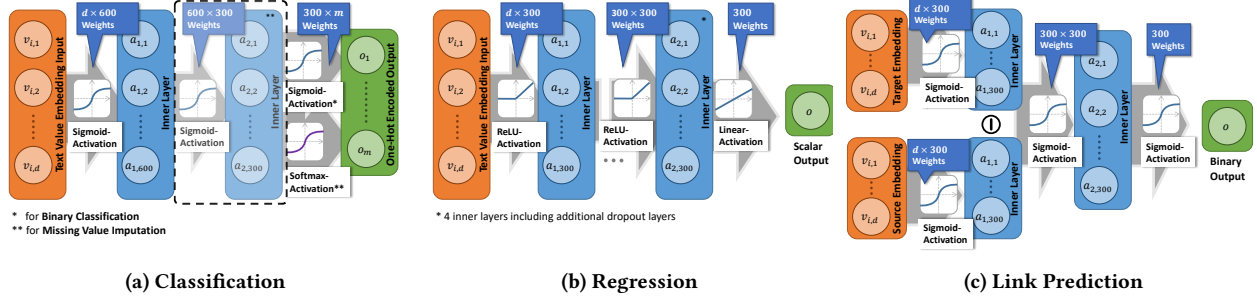 d × 600
Weights
600 × 300
Weights
300 × m
Weights
**
Text Value Embedding Input
v_{i,1}
v_{i,2}
v_{i,d}
Sigmoid-
Activation
a_{1,1}
a_{1,2}
a_{1,600}
Inner Layer
Sigmoid-
Activation
a_{2,1}
a_{2,2}
a_{2,300}
Inner Layer
Sigmoid-
Activation*
Softmax-
Activation**
o_1
o_m
One-Hot Encoded Output
* for Binary Classification
** for Missing Value Imputation
(a) Classification
d × 300
Weights
300 × 300
Weights
300
Weights
*
Text Value Embedding Input
v_{i,1}
v_{i,2}
v_{i,d}
ReLU-
Activation
a_{1,1}
a_{1,2}
a_{1,300}
Inner Layer
ReLU-
Activation
a_{2,1}
a_{2,2}
a_{2,300}
Inner Layer
Linear-
Activation
o
Scalar
Output
* 4 inner layers including additional dropout layers
(b) Regression
d × 300
Weights
v_{i,1}
v_{i,d}
Target Embedding
Sigmoid-
Activation
a_{1,1}
a_{1,300}
Inner Layer
d × 300
Weights
v_{i,1}
v_{i,d}
Source Embedding
Sigmoid-
Activation
a_{1,1}
a_{1,300}
Inner Layer
300 × 300
Weights
Sigmoid-
Activation
a_{2,1}
a_{2,2}
a_{2,300}
Inner Layer
300
Weights
Sigmoid-
Activation
o
Binary
Output
(c) Link Prediction